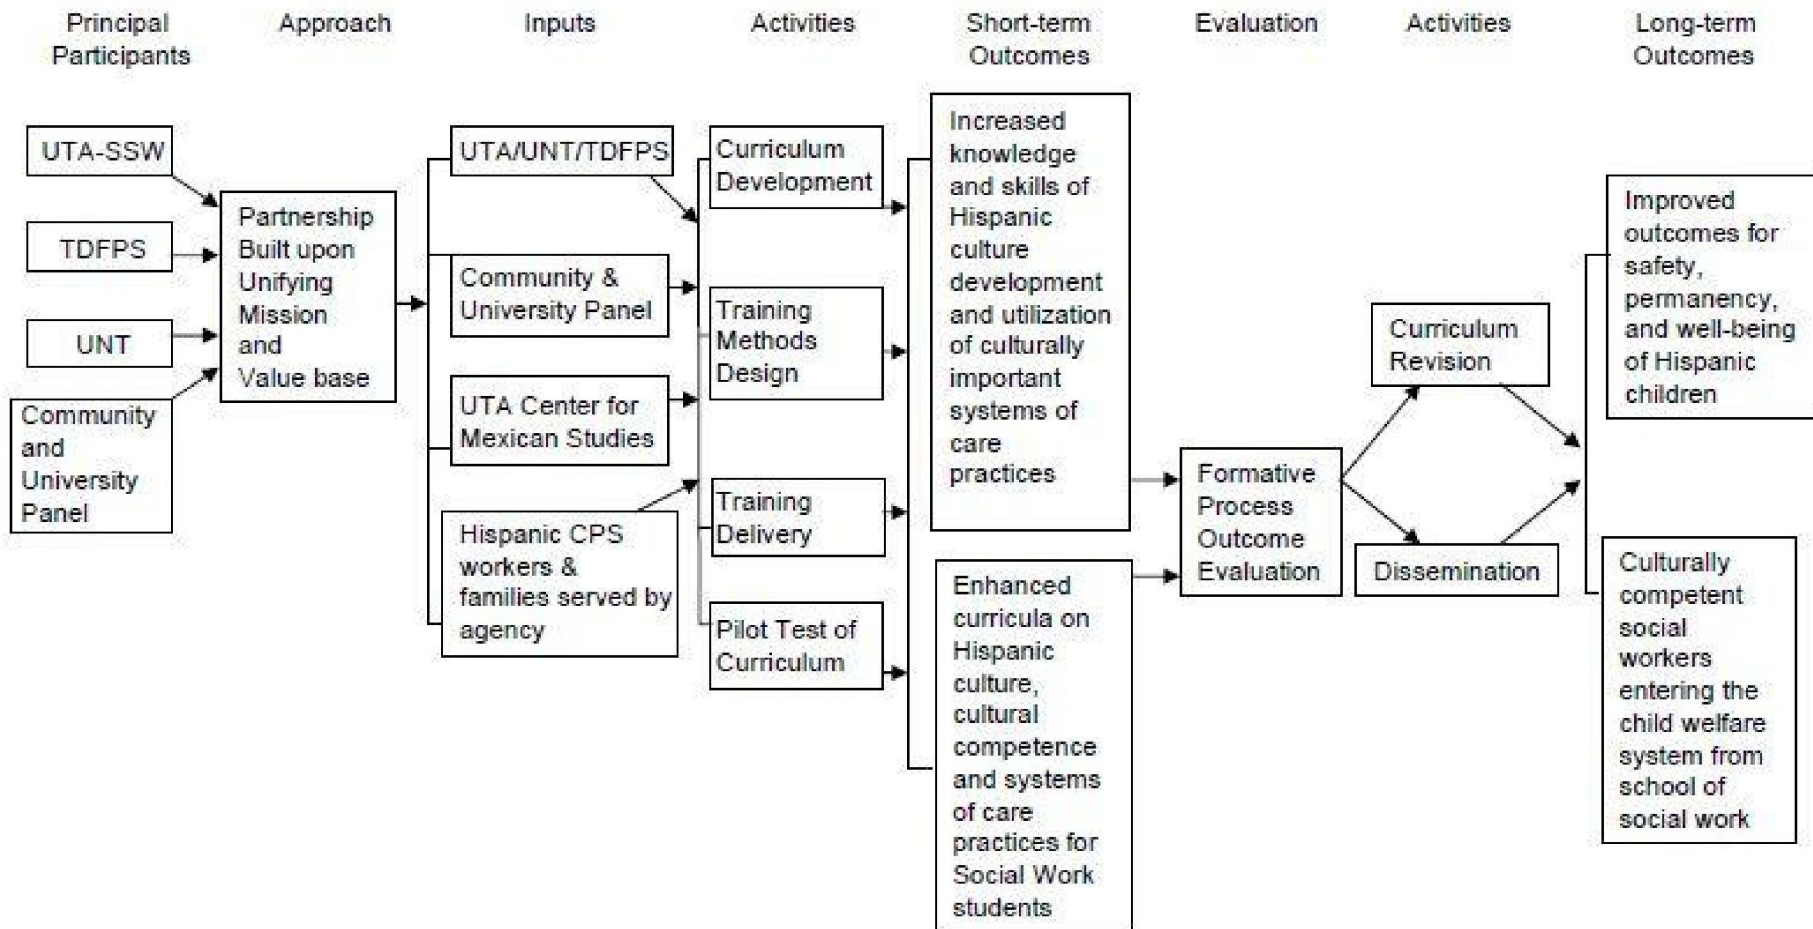 Principal
Participants
Approach
Inputs
Activities
Short-term
Outcomes
Evaluation
Activities
Long-term
Outcomes
UTA-SSW
TDFPS
UNT
Community
and
University
Panel
Partnership
Built upon
Unifying
Mission
and
Value base
UTA/UNT/TDFPS
Community &
University Panel
UTA Center for
Mexican Studies
Hispanic CPS
workers &
families served by
agency
Curriculum
Development
Training
Methods
Design
Training
Delivery
Pilot Test of
Curriculum
Increased
knowledge
and skills of
Hispanic
culture
development
and utilization
of culturally
important
systems of
care
practices
Enhanced
curricula on
Hispanic
culture,
cultural
competence
and systems
of care
practices for
Social Work
students
Formative
Process
Outcome
Evaluation
Curriculum
Revision
Dissemination
Improved
outcomes for
safety,
permanency,
and well-being
of Hispanic
children
Culturally
competent
social
workers
entering the
child welfare
system from
school of
social work